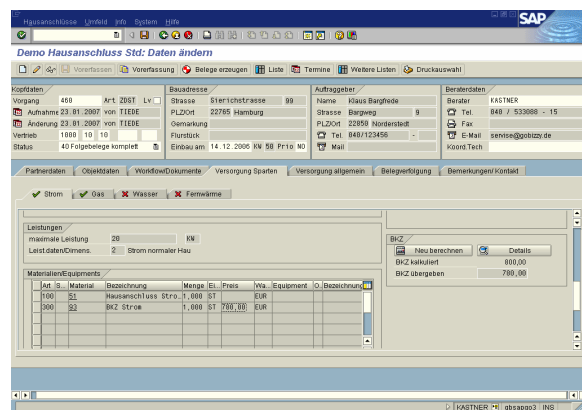 Hausanschlüsse Umfeld Info System Hilfe
SAP
Demo Hausanschluss Std: Daten ändern
Vorerfassen Vorerfassung Belege erzeugen Liste Termine Weitere Listen Druckauswahl
Kopfdaten
Vorgang 460 Art ZDST Lv
Aufnahme 23.01.2007 von TIEDE
Änderung 23.01.2007 von TIEDE
Vertrieb 1000 10 10
Status 40 Folgebelege komplett
Bauadresse
Strasse Sierichstrasse 99
PLZ/Ort 22765 Hamburg
Gemarkung
Flurstück
Einbau am 14.12.2006 KW 50 Prio NO
Auftraggeber
Name Klaus Bargfrede
Strasse Bargweg 9
PLZ/Ort 22850 Norderstedt
Tel. 040/123456 -
Mail
Beraterdaten
Berater KASTNER
Tel. 040 / 533088 - 15
Fax
E-Mail servise@gobizzy.de
Koord.Tech
Partnerdaten Objektdaten Workflow/Dokumente Versorgung Sparten Versorgung allgemein Belegverfolgung Bemerkungen/ Kontakt
Strom Gas Wasser Fernwärme
Leistungen
maximale Leistung 20 KW
Leist.daten/Dimens. 2 Strom normaler Hau
BKZ
Neu berechnen Details
BKZ kalkuliert 800,00
BKZ übergeben 780,00
Materialien/Equipments
Art S... Material Bezeichnung Menge Ei... Preis Wa... Equipment O.. Bezeichnung
100 51 Hausanschluss Stro.. 1,000 ST EUR
300 93 BKZ Strom 1,000 ST 780,00 EUR
KASTNER gbsapgo3 INS